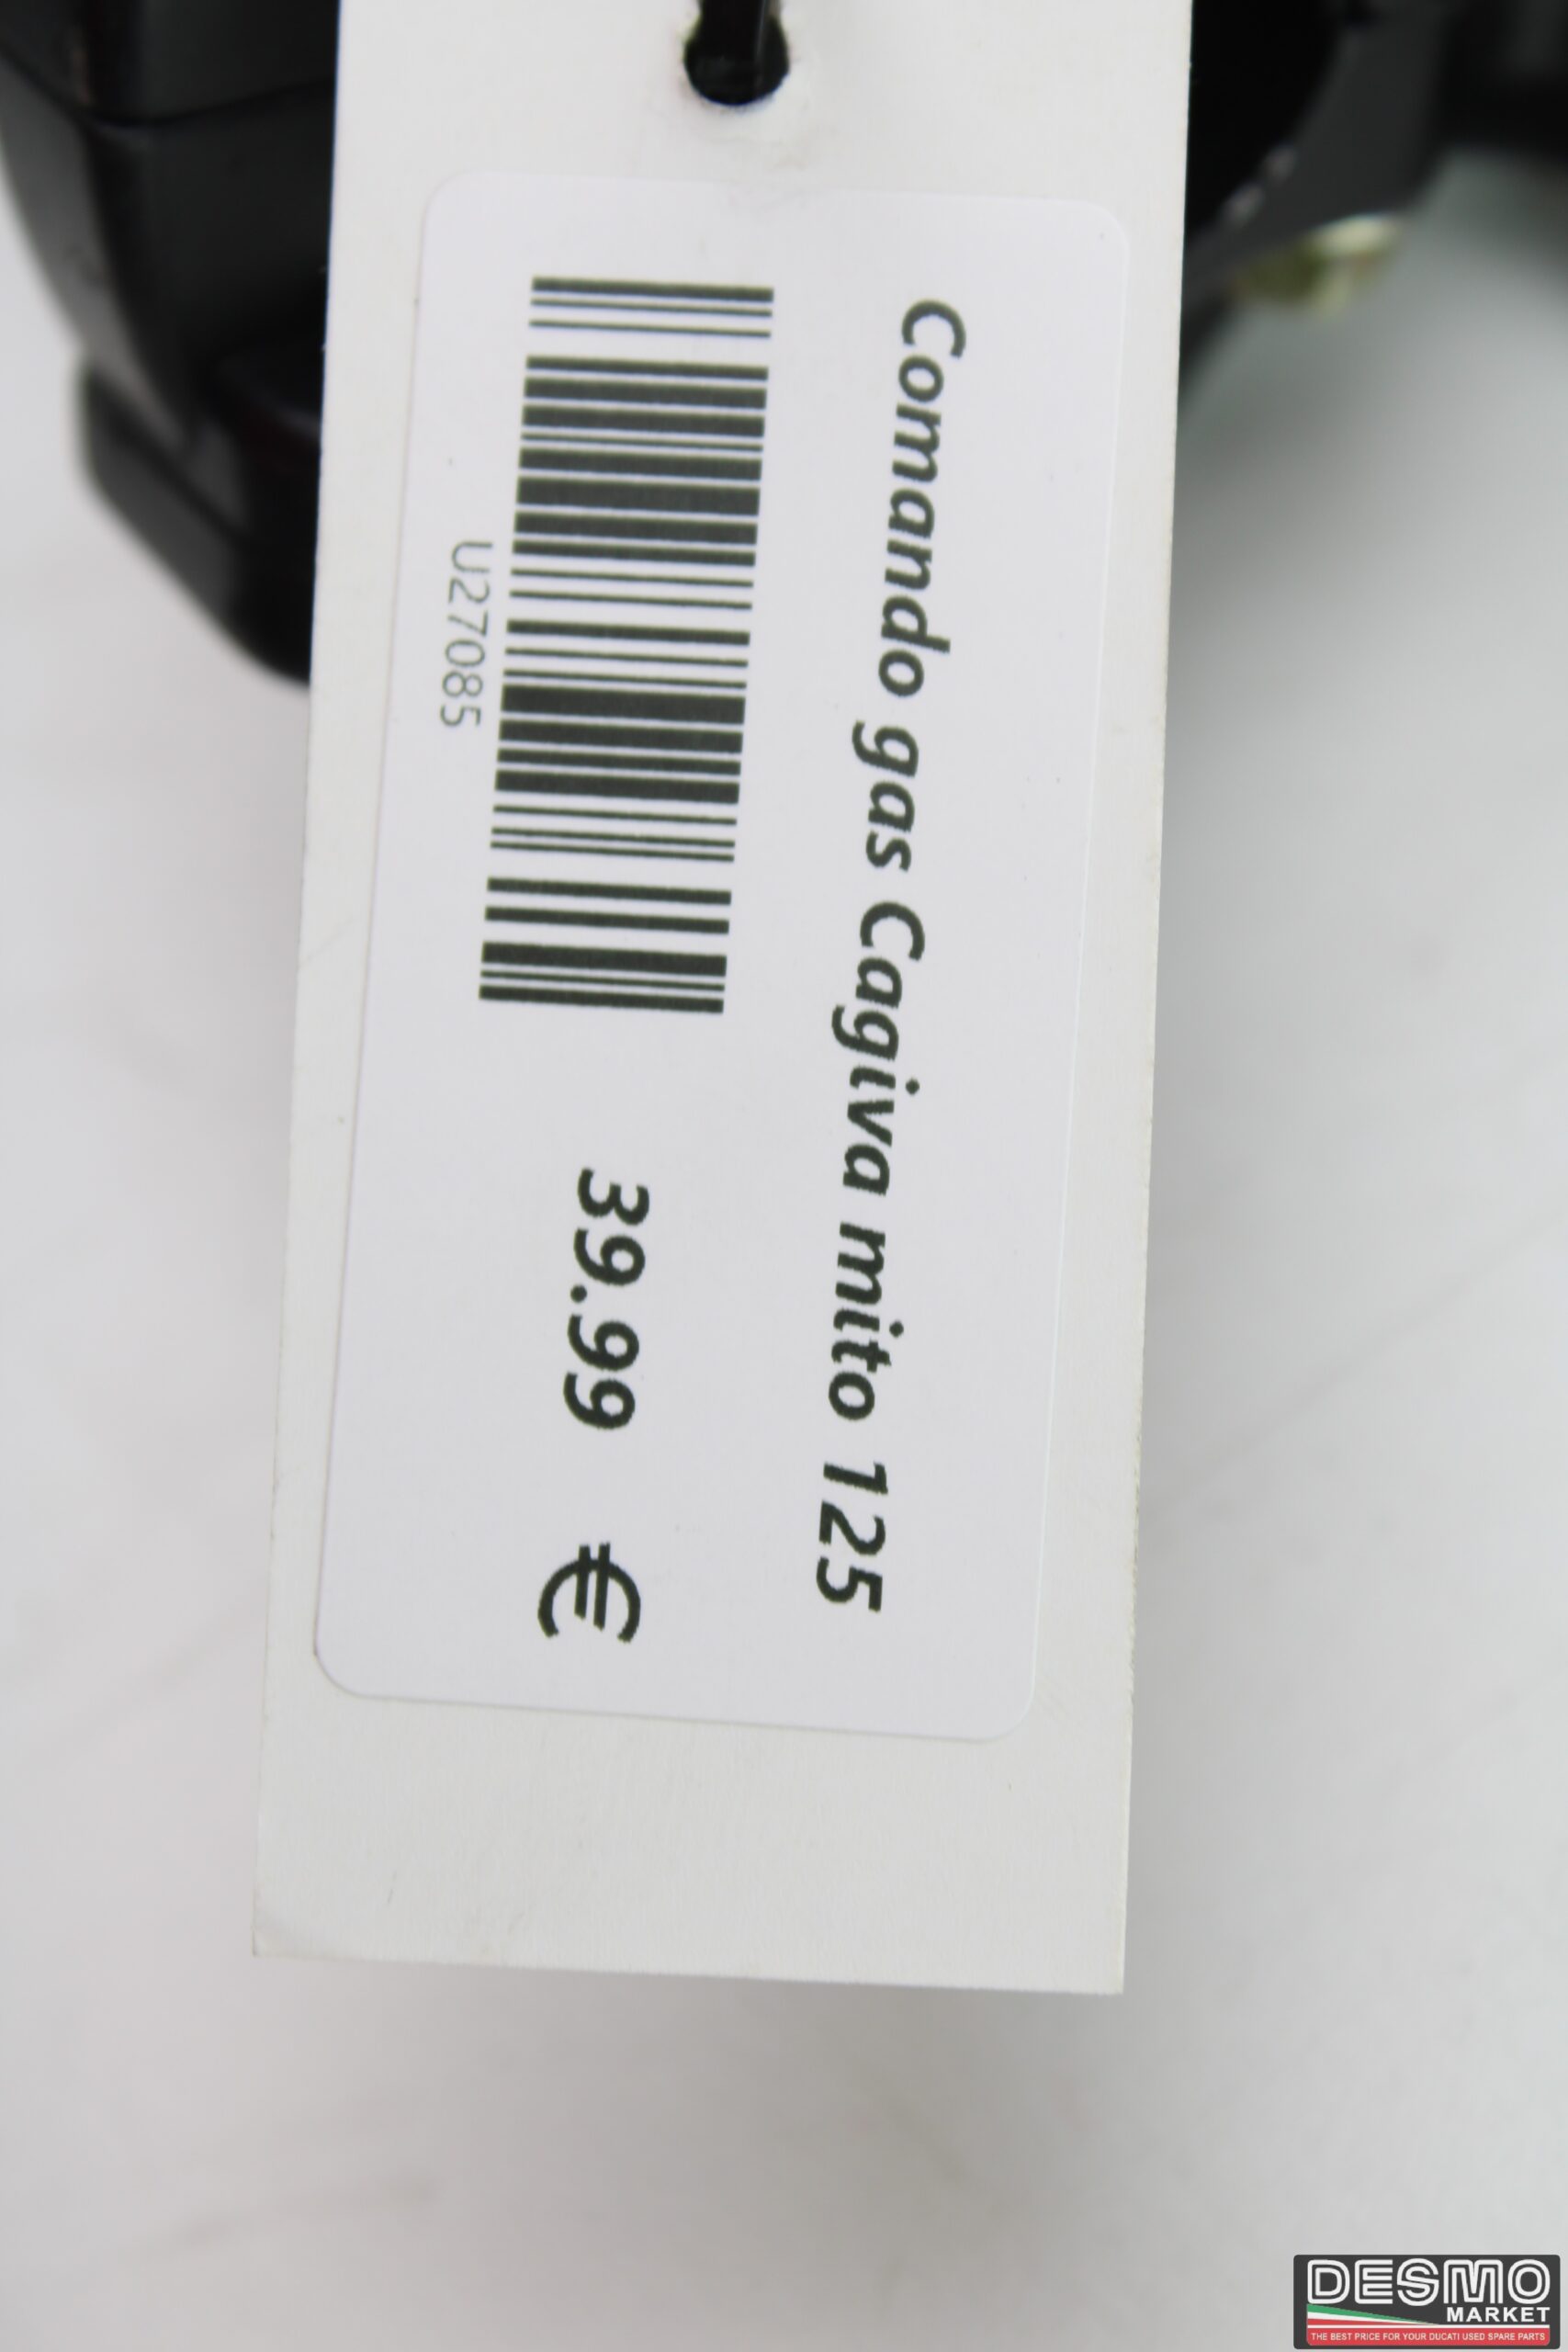 Comando gas Cagiva mito 125
39.99 €
U27085
DESMO
MARKET
THE BEST PRICE FOR YOUR DUCATI USED SPARE PARTS